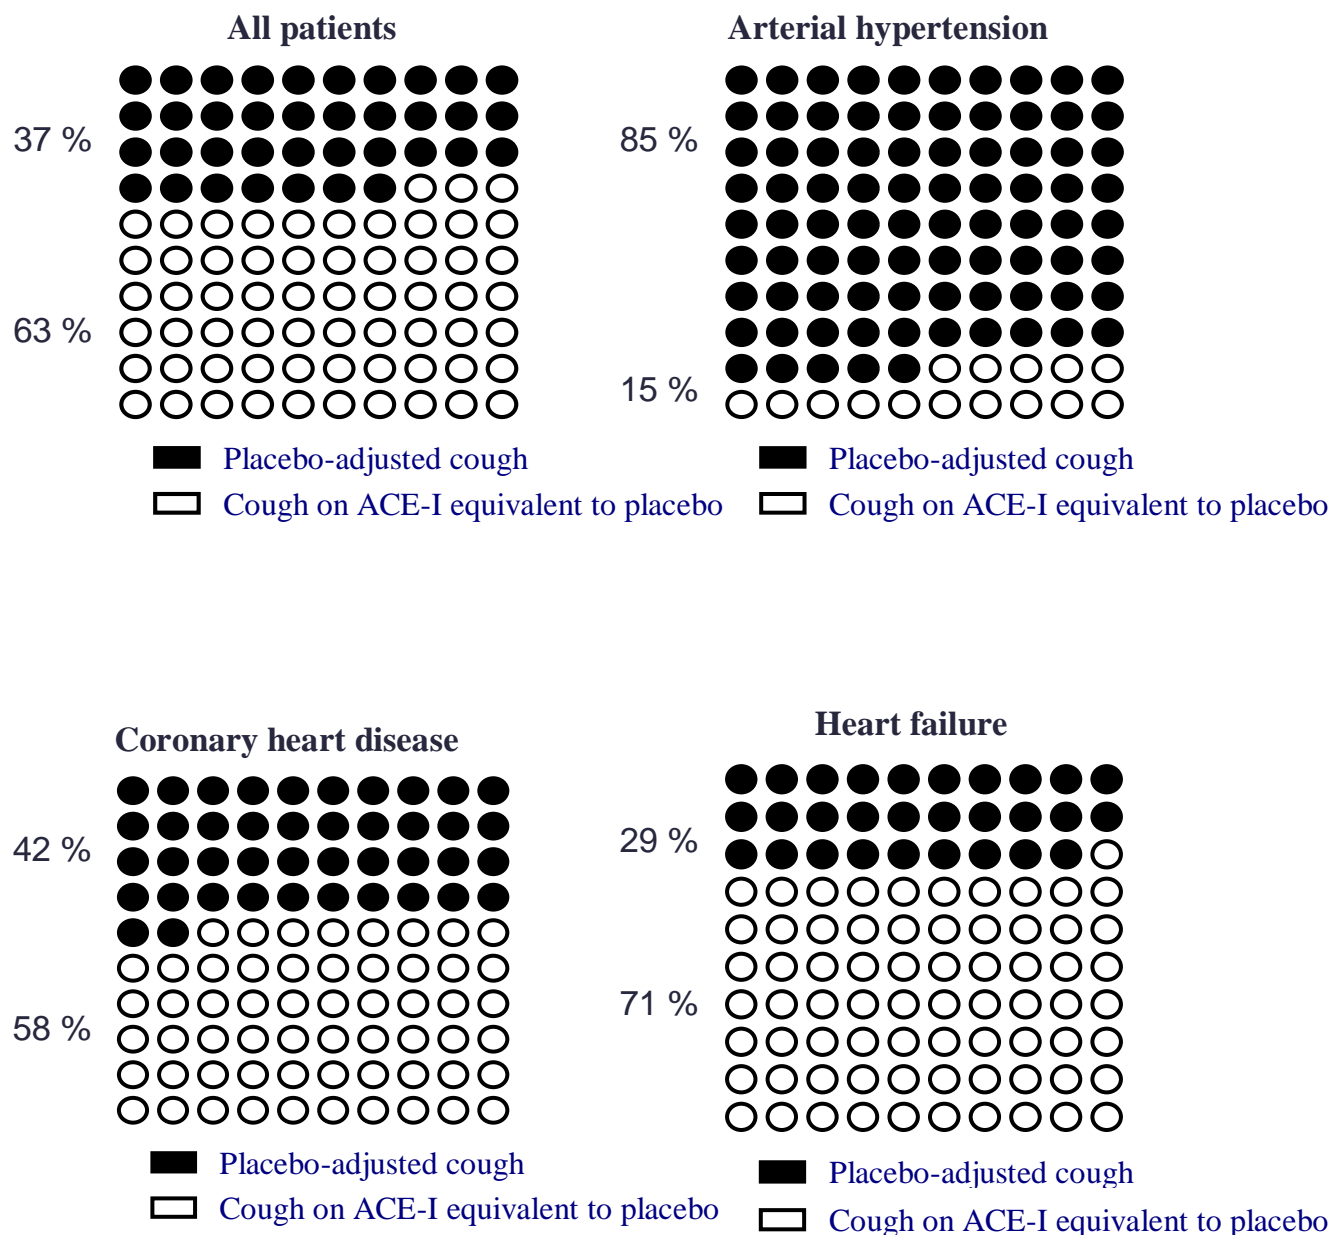 All patients
37 %
63 %
Placebo-adjusted cough
Cough on ACE-I equivalent to placebo
Arterial hypertension
85 %
15 %
Placebo-adjusted cough
Cough on ACE-I equivalent to placebo
Coronary heart disease
42 %
58 %
Placebo-adjusted cough
Cough on ACE-I equivalent to placebo
Heart failure
29 %
71 %
Placebo-adjusted cough
Cough on ACE-I equivalent to placebo